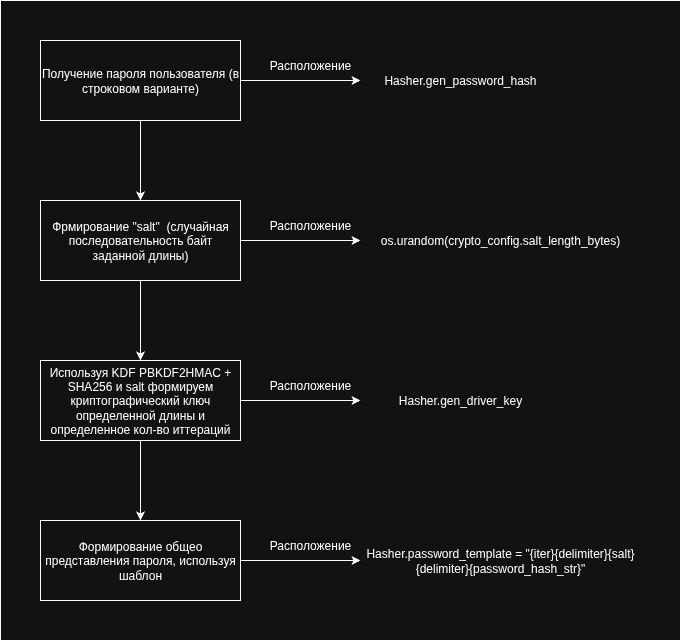 Получение пароля пользователя (в
строковом варианте)
Расположение
Hasher.gen_password_hash
Фрмирование "salt"  (случайная
последовательность байт
заданной длины)
Расположение
os.urandom(crypto_config.salt_length_bytes)
Используя KDF PBKDF2HMAC +
SHA256 и salt формируем
криптографический ключ
определенной длины и
определенное кол-во иттераций
Расположение
Hasher.gen_driver_key
Формирование общео
представления пароля, используя
шаблон
Расположение
Hasher.password_template = "{iter}{delimiter}{salt}
{delimiter}{password_hash_str}"